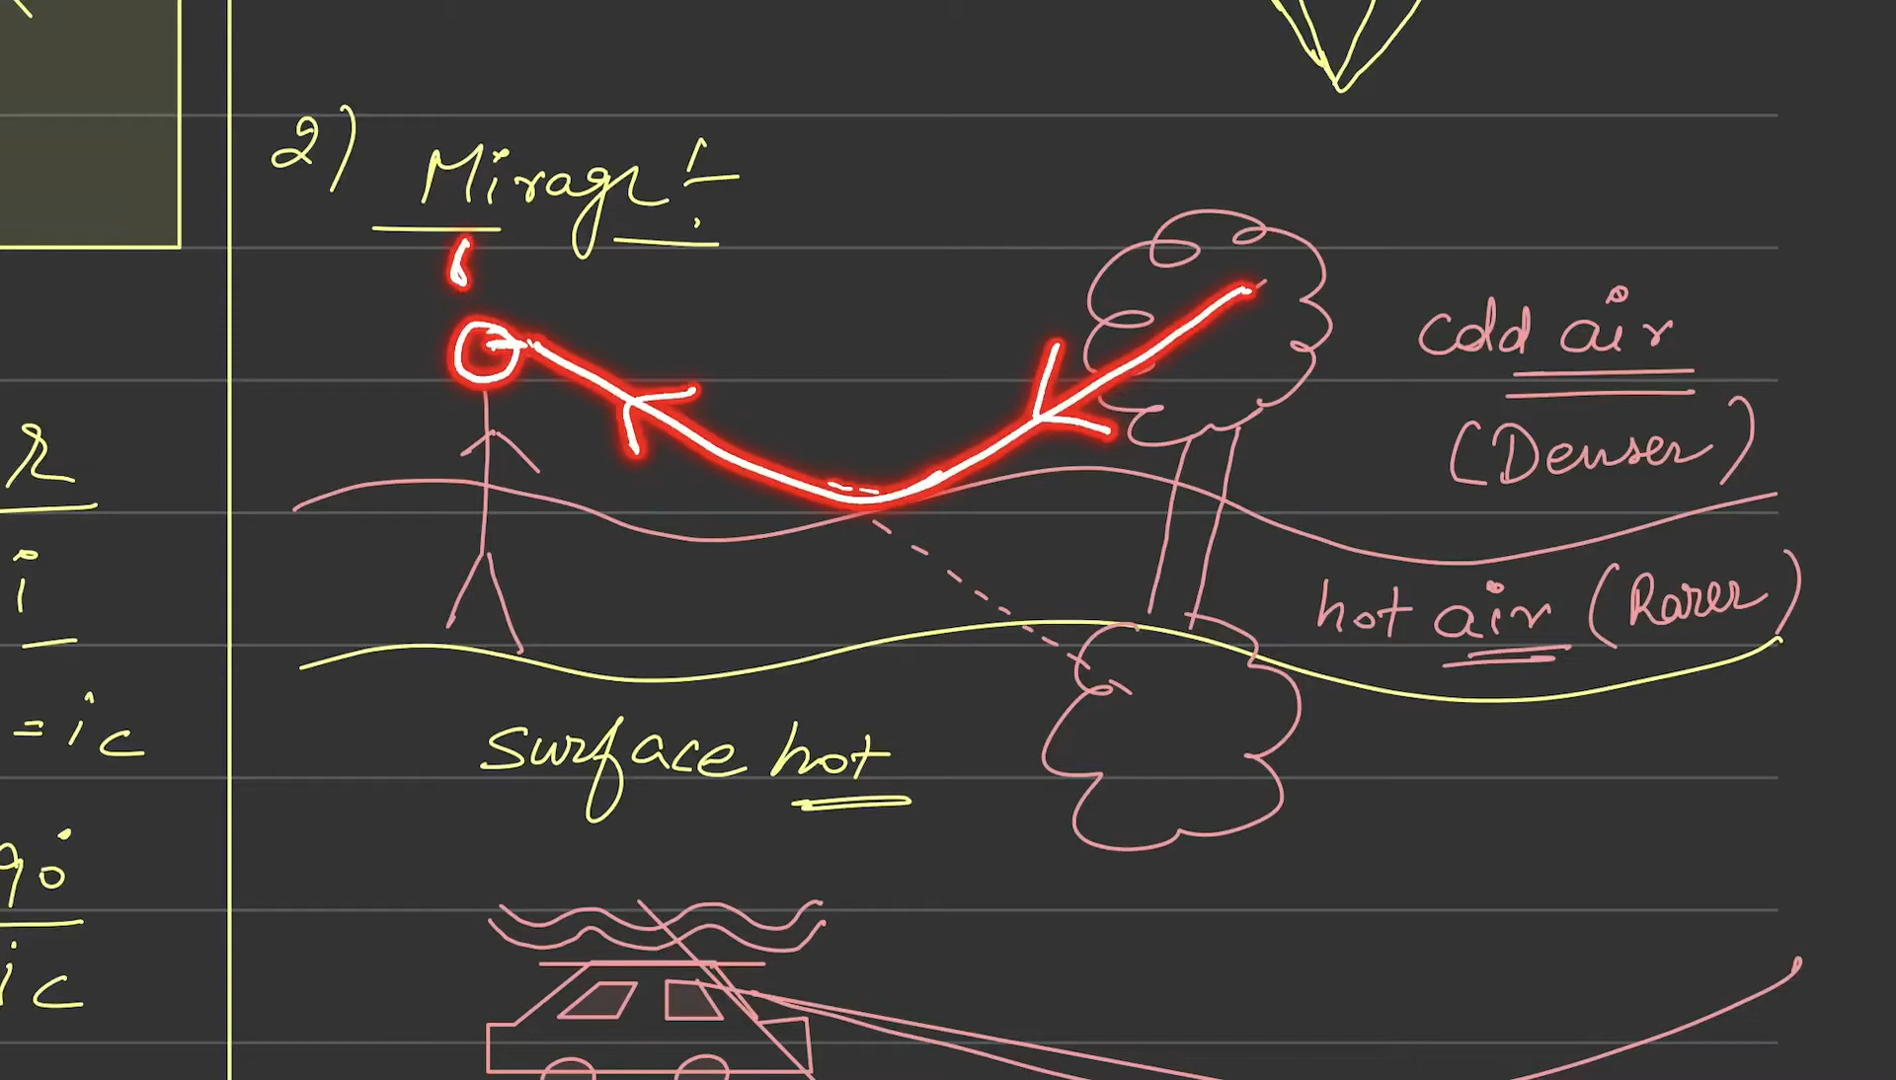 2) Mirage :-
cold air
(Denser)
r
i
hot air (Rarer)
= ic
surface hot
90°
ic